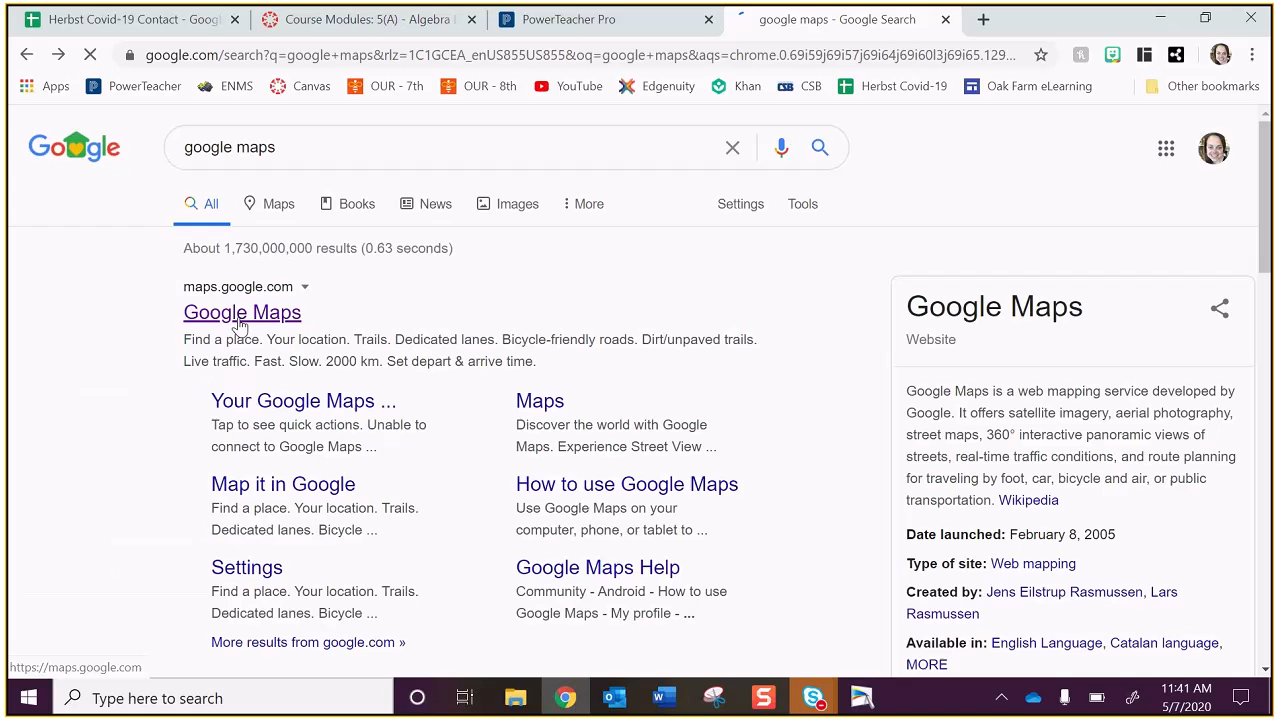 Herbst Covid-19 Contact - Goog
Course Modules: 5(A) - Algebra
PowerTeacher Pro
google maps - Google Search
google.com/search?q=google+maps&rlz=1C1GCEA_enUS855US855&oq=google+maps&aqs=chrome.0.69i59j69i57j69i64j69i60l3j69i65.129...
Apps
PowerTeacher
ENMS
Canvas
OUR - 7th
OUR - 8th
YouTube
Edgenuity
Khan
CSB
Herbst Covid-19
Oak Farm eLearning
Other bookmarks
Google
google maps
All
Maps
Books
News
Images
More
Settings
Tools
About 1,730,000,000 results (0.63 seconds)
maps.google.com
Google Maps
Find a place. Your location. Trails. Dedicated lanes. Bicycle-friendly roads. Dirt/unpaved trails.
Live traffic. Fast. Slow. 2000 km. Set depart & arrive time.
Your Google Maps ...
Tap to see quick actions. Unable to
connect to Google Maps ...
Maps
Discover the world with Google
Maps. Experience Street View ...
Map it in Google
Find a place. Your location. Trails.
Dedicated lanes. Bicycle ...
How to use Google Maps
Use Google Maps on your
computer, phone, or tablet to ...
Settings
Find a place. Your location. Trails.
Dedicated lanes. Bicycle ...
Google Maps Help
Community - Android - How to use
Google Maps - My profile - ...
More results from google.com »
Google Maps
Website
Google Maps is a web mapping service developed by
Google. It offers satellite imagery, aerial photography,
street maps, 360° interactive panoramic views of
streets, real-time traffic conditions, and route planning
for traveling by foot, car, bicycle and air, or public
transportation. Wikipedia
Date launched: February 8, 2005
Type of site: Web mapping
Created by: Jens Eilstrup Rasmussen, Lars
Rasmussen
Available in: English Language, Catalan language,
MORE
https://maps.google.com
Type here to search
11:41 AM
5/7/2020